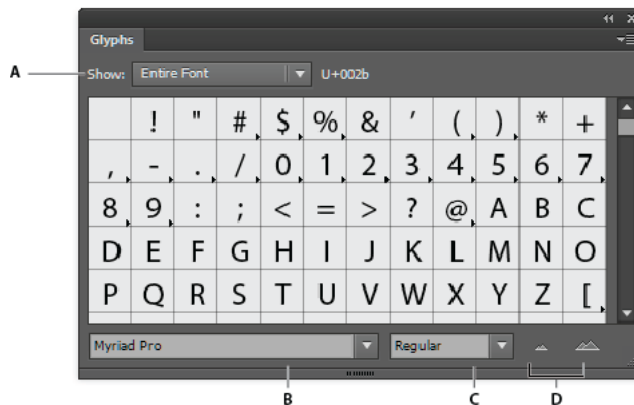 Glyphs
A Show: Entire Font U+002b
! " # $ % & ' ( ) * +
, - . / 0 1 2 3 4 5 6 7
8 9 : ; < = > ? @ A B C
D E F G H I J K L M N O
P Q R S T U V W X Y Z [
Myriad Pro Regular
B C D